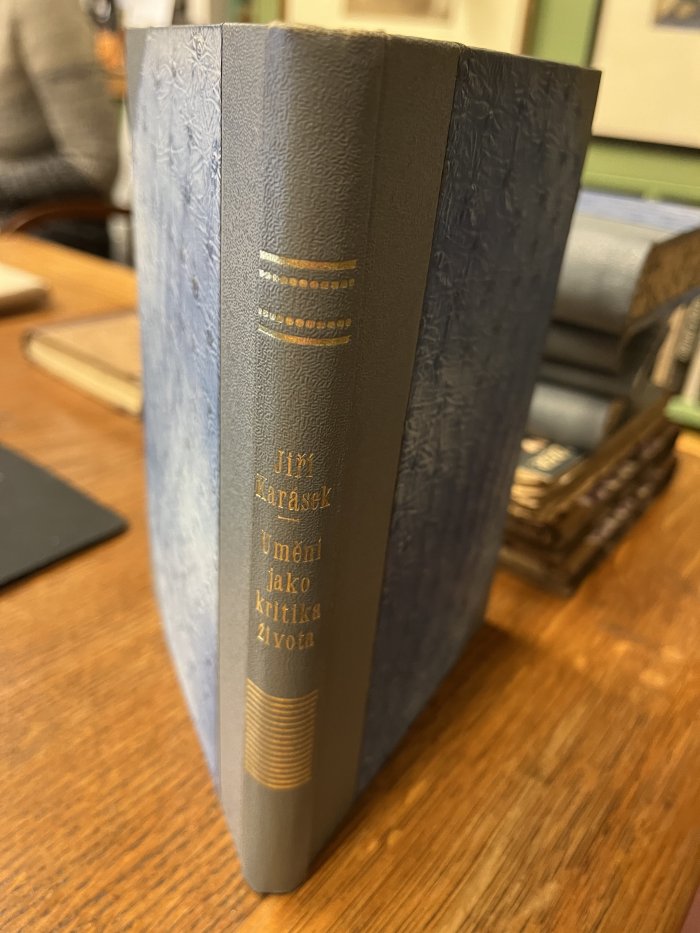 Jiří
Karásek
Umění
jako
kritika
života